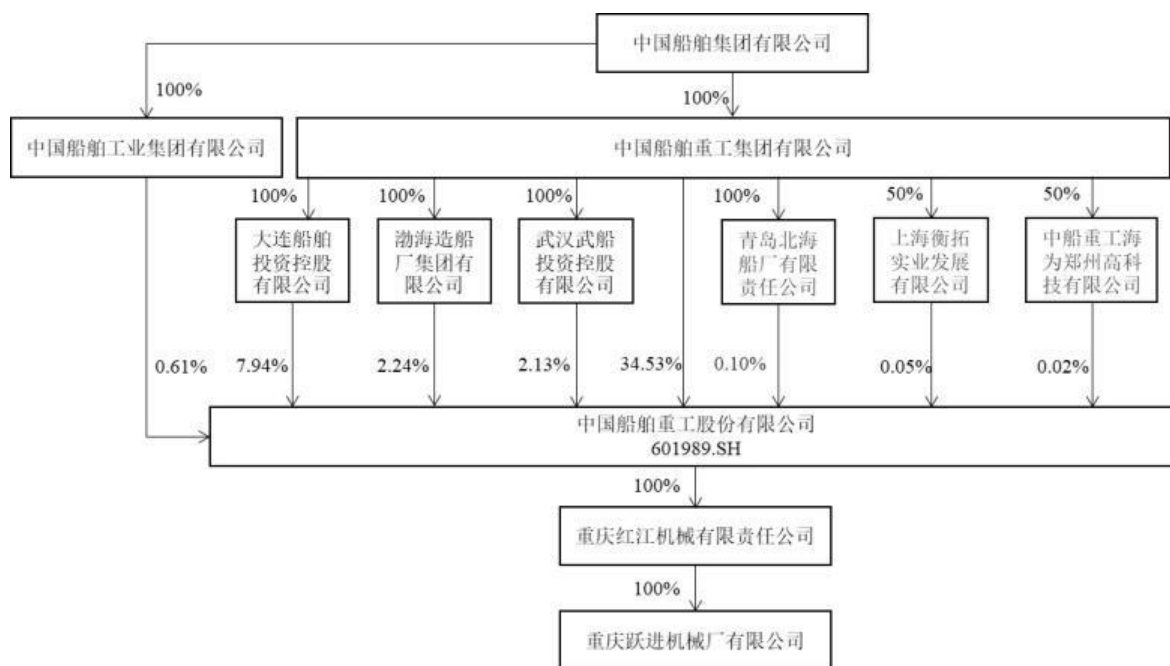 中国船舶集团有限公司
100%
100%
中国船舶工业集团有限公司
中国船舶重工集团有限公司
100%
100%
100%
100%
50%
50%
大连船舶
投资控股
有限公司
渤海造船
厂集团有
限公司
武汉武船
投资控股
有限公司
青岛北海
船厂有限
责任公司
上海衡拓
实业发展
有限公司
中船重工海
为郑州高科
技有限公司
0.61%
7.94%
2.24%
2.13%
34.53%
0.10%
0.05%
0.02%
中国船舶重工股份有限公司
601989.SH
100%
重庆红江机械有限责任公司
100%
重庆跃进机械厂有限公司